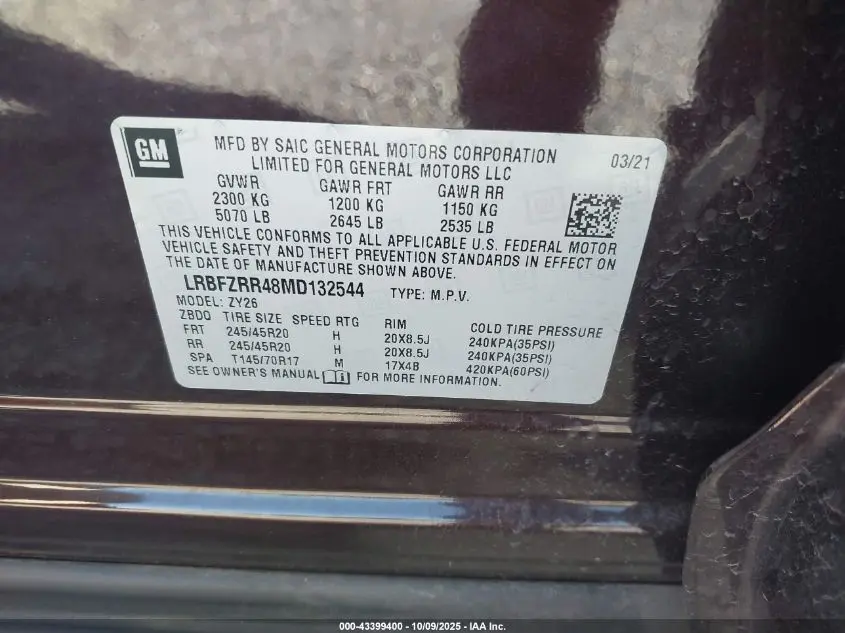 GM
MFD BY SAIC GENERAL MOTORS CORPORATION 03/21
LIMITED FOR GENERAL MOTORS LLC
GVWR GAWR FRT GAWR RR
2300 KG 1200 KG 1150 KG
5070 LB 2645 LB 2535 LB
THIS VEHICLE CONFORMS TO ALL APPLICABLE U.S. FEDERAL MOTOR
VEHICLE SAFETY AND THEFT PREVENTION STANDARDS IN EFFECT ON
THE DATE OF MANUFACTURE SHOWN ABOVE.
LRBFZRR48MD132544 TYPE: M.P.V.
MODEL: ZY26
ZBDO TIRE SIZE SPEED RTG RIM COLD TIRE PRESSURE
FRT 245/45R20 H 20X8.5J 240KPA(35PSI)
RR 245/45R20 H 20X8.5J 240KPA(35PSI)
SPA T145/70R17 M 17X4B 420KPA(60PSI)
SEE OWNER'S MANUAL FOR MORE INFORMATION.
000-43399400 - 10/09/2025 - IAA Inc.